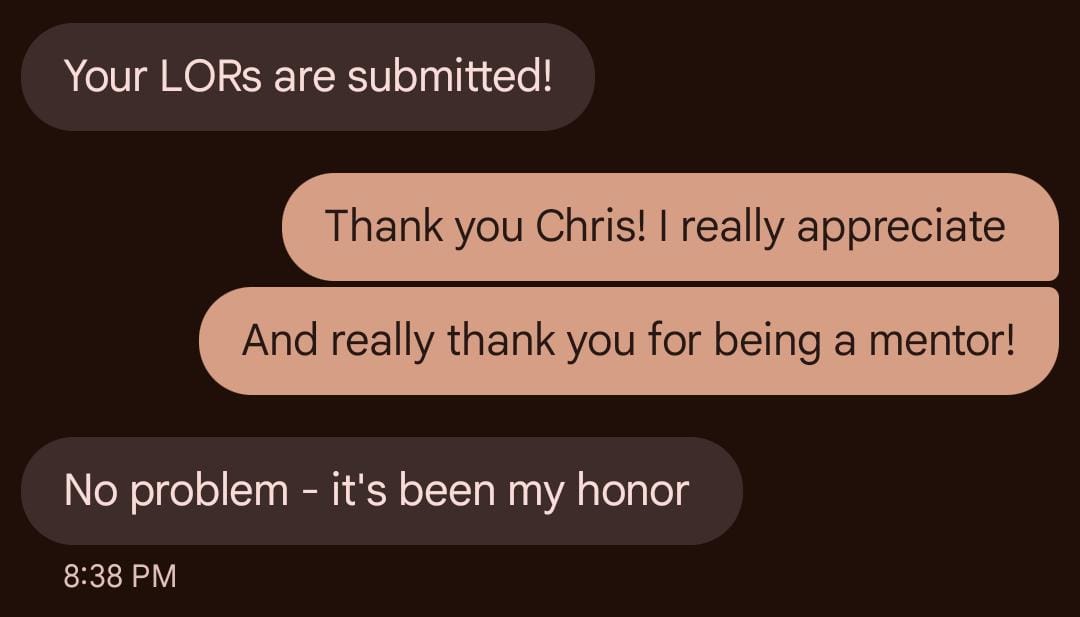 Your LORs are submitted!
Thank you Chris! I really appreciate
And really thank you for being a mentor!
No problem - it's been my honor
8:38 PM